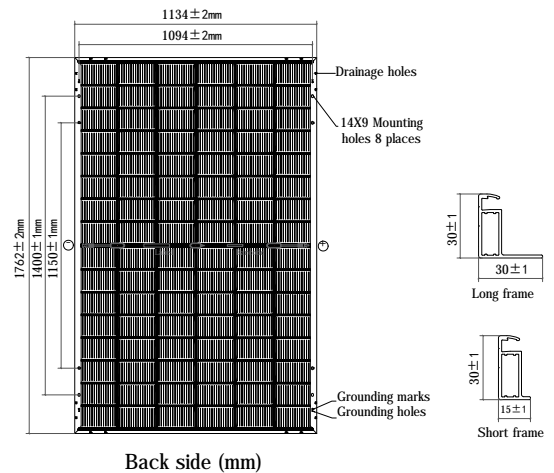 1134±2mm
1094±2mm
Drainage holes
14X9 Mounting
holes 8 places
1762±2mm
1400±1mm
1150±1mm
30±1
30±1
Long frame
30±1
15±1
Short frame
Grounding marks
Grounding holes
Back side (mm)